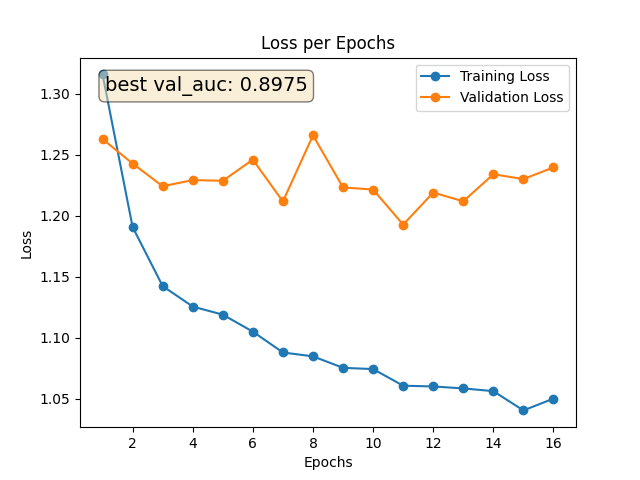 Loss per Epochs
best val_auc: 0.8975
Training Loss
Validation Loss
1.30
1.25
1.20
1.15
1.10
1.05
Loss
2 4 6 8 10 12 14 16
Epochs